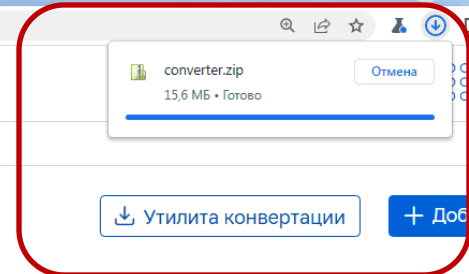 converter.zip
Отмена
15,6 МБ • Готово
Утилита конвертации
+ Доб